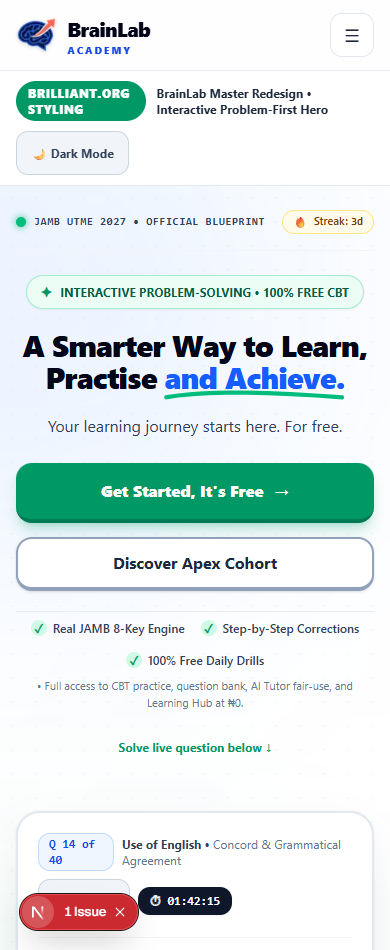 BrainLab
ACADEMY
☰
BRILLIANT.ORG
STYLING
BrainLab Master Redesign •
Interactive Problem-First Hero
🌙 Dark Mode
JAMB UTME 2027 • OFFICIAL BLUEPRINT
🔥 Streak: 3d
✦ INTERACTIVE PROBLEM-SOLVING • 100% FREE CBT
A Smarter Way to Learn,
Practise and Achieve.
Your learning journey starts here. For free.
Get Started, It's Free →
Discover Apex Cohort
✓ Real JAMB 8-Key Engine
✓ Step-by-Step Corrections
✓ 100% Free Daily Drills
• Full access to CBT practice, question bank, AI Tutor fair-use, and
Learning Hub at ₦0.
Solve live question below ↓
Q 14 of
40
Use of English • Concord & Grammatical
Agreement
N 1 Issue ×
⏱ 01:42:15